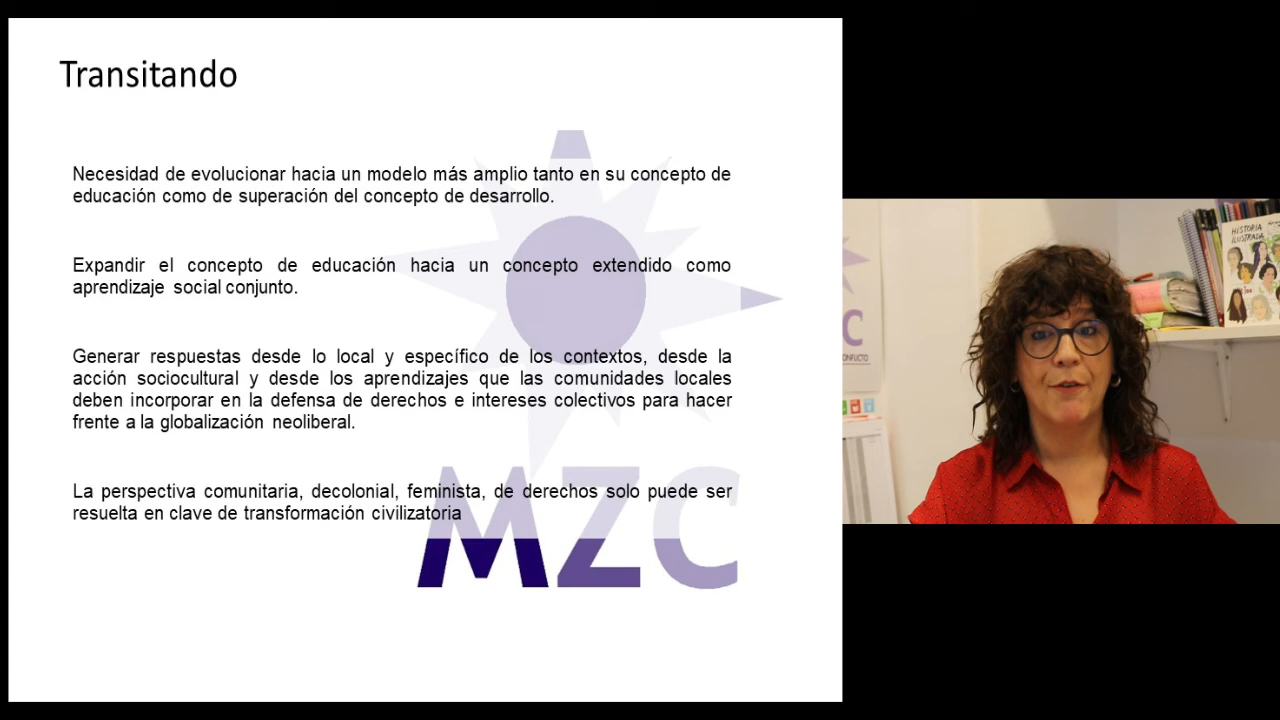 Transitando
Necesidad de evolucionar hacia un modelo más amplio tanto en su concepto de
educación como de superación del concepto de desarrollo.
Expandir el concepto de educación hacia un concepto extendido como
aprendizaje social conjunto.
Generar respuestas desde lo local y específico de los contextos, desde la
acción sociocultural y desde los aprendizajes que las comunidades locales
deben incorporar en la defensa de derechos e intereses colectivos para hacer
frente a la globalización neoliberal.
La perspectiva comunitaria, decolonial, feminista, de derechos solo puede ser
resuelta en clave de transformación civilizatoria
MZC
C
ONFLICTO
HISTORIA
ILUSTRADA